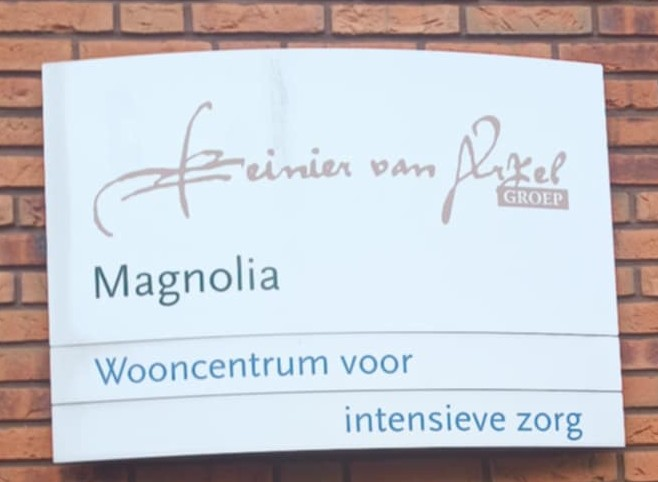 Reinier van Arkel
GROEP
Magnolia
Wooncentrum voor
intensieve zorg